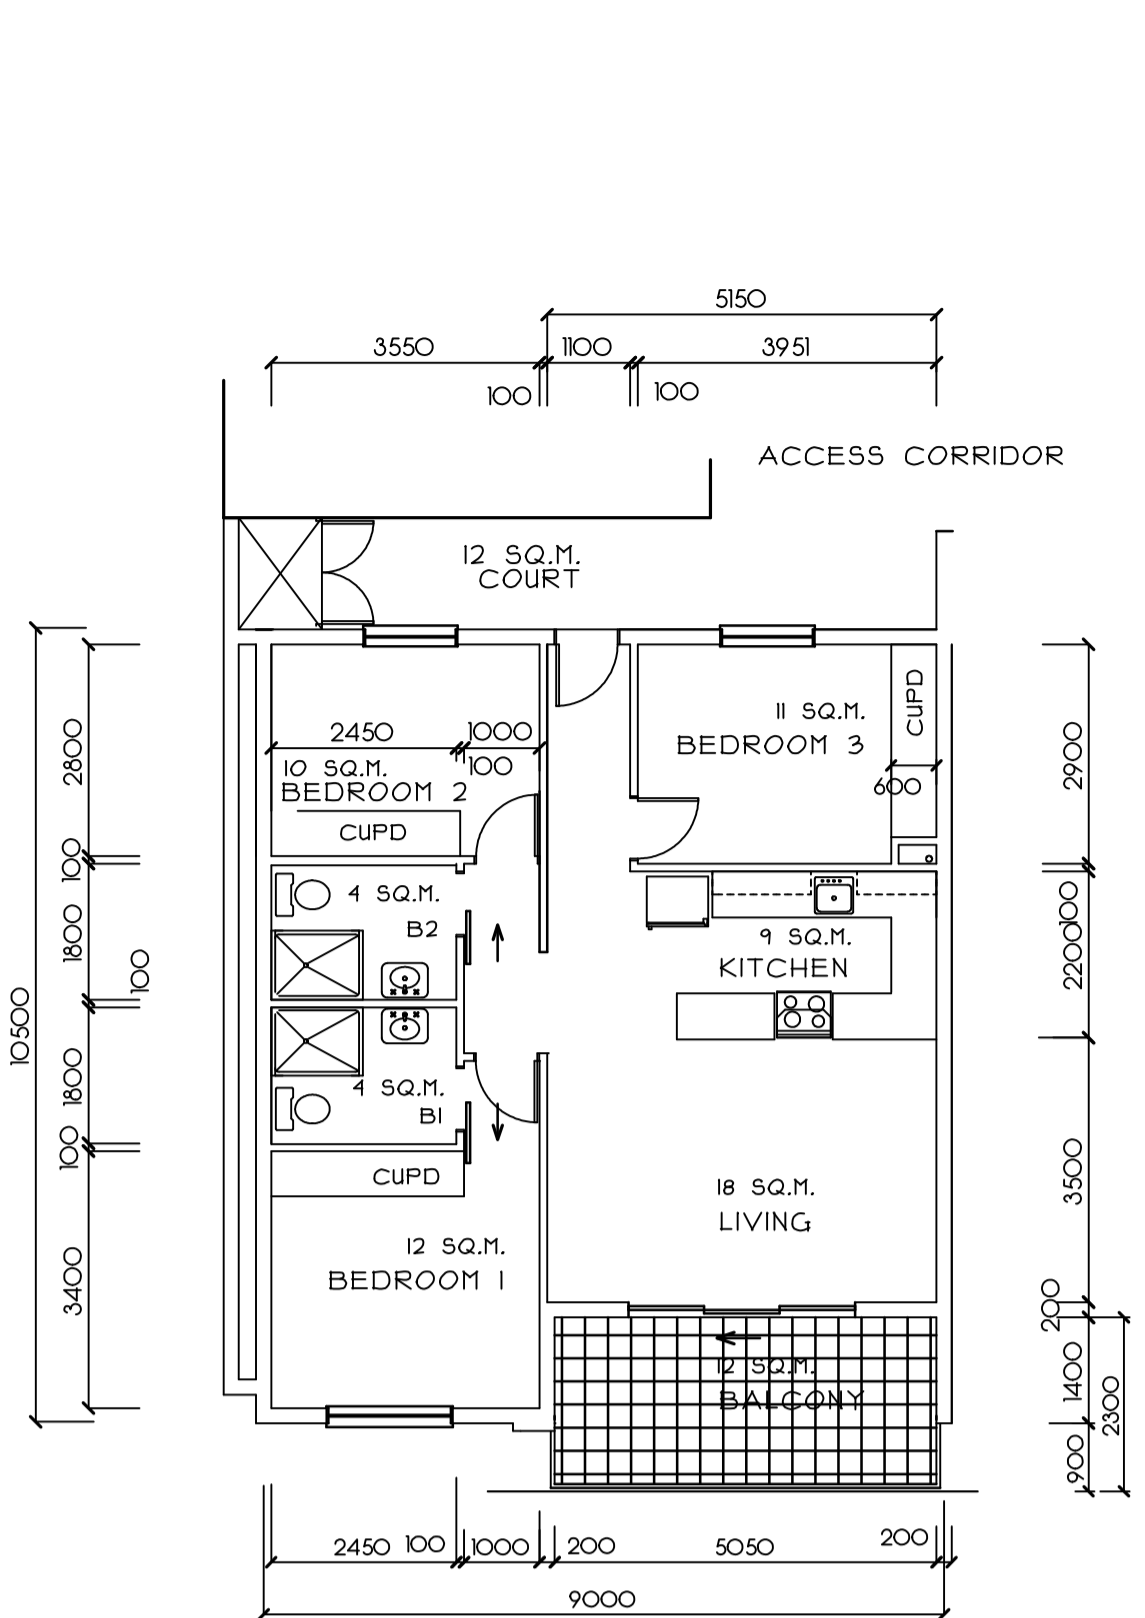 5150
3550
1100
3951
100
100
ACCESS CORRIDOR
12 SQ.M.
COURT
CUPD
11 SQ.M.
BEDROOM 3
2450
1000
2800
2900
10 SQ.M.
100
BEDROOM 2
600
CUPD
100
4 SQ.M.
100
B2
9 SQ.M.
1800
2200
KITCHEN
100
10500
1800
4 SQ.M.
B1
100
CUPD
3500
18 SQ.M.
LIVING
12 SQ.M.
BEDROOM 1
3400
200
12 SQ.M.
1400
BALCONY
2300
900
2450
100
1000
200
5050
200
9000